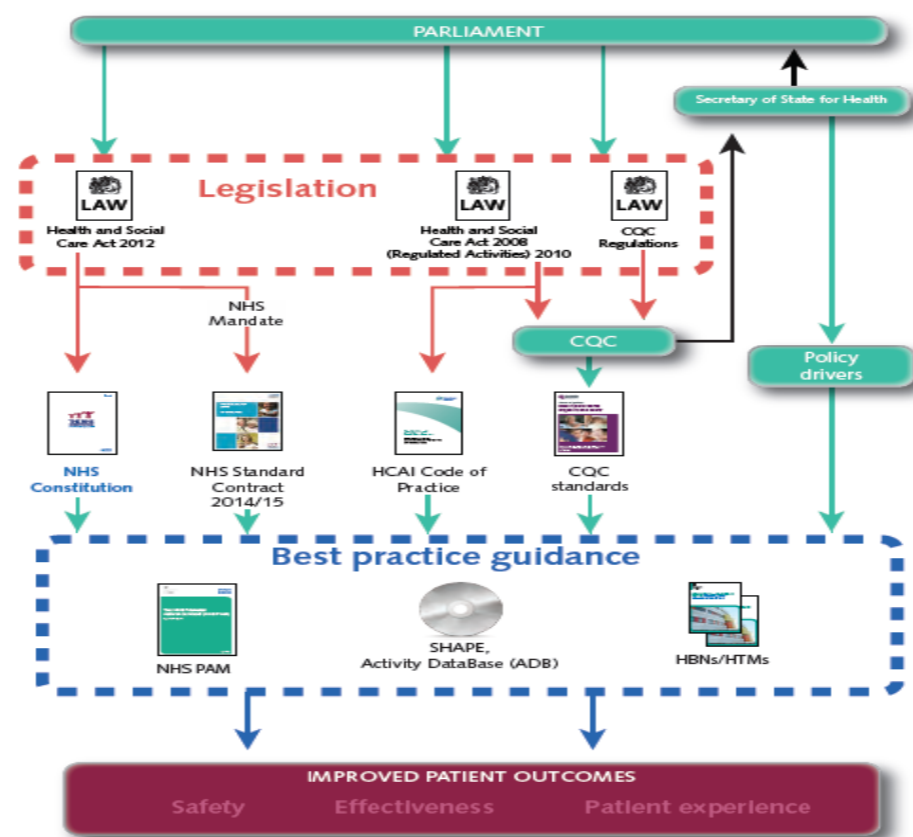 PARLIAMENT
Secretary of State for Health
Legislation
LAW
LAW
LAW
Health and Social
Care Act 2012
Health and Social
Care Act 2008
(Regulated Activities) 2010
CQC
Regulations
NHS
Mandate
CQC
Policy
drivers
NHS
Constitution
NHS Standard
Contract
2014/15
HCAI Code of
Practice
CQC
standards
Best practice guidance
NHS PAM
SHAPE,
Activity DataBase (ADB)
HBNs/HTMs
IMPROVED PATIENT OUTCOMES
Safety Effectiveness Patient experience